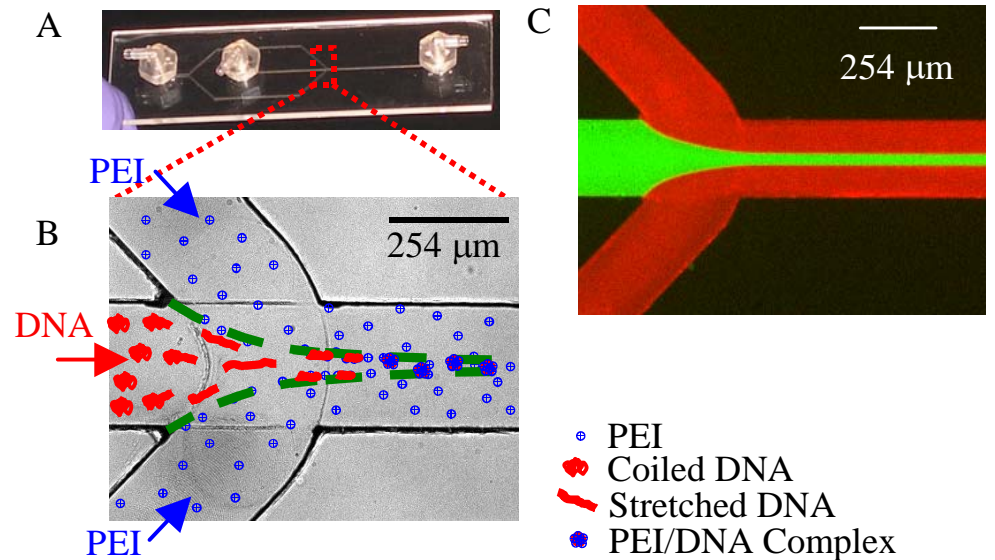 A
PEI
B
254 μm
DNA
PEI
C
254 μm
PEI
Coiled DNA
Stretched DNA
PEI/DNA Complex